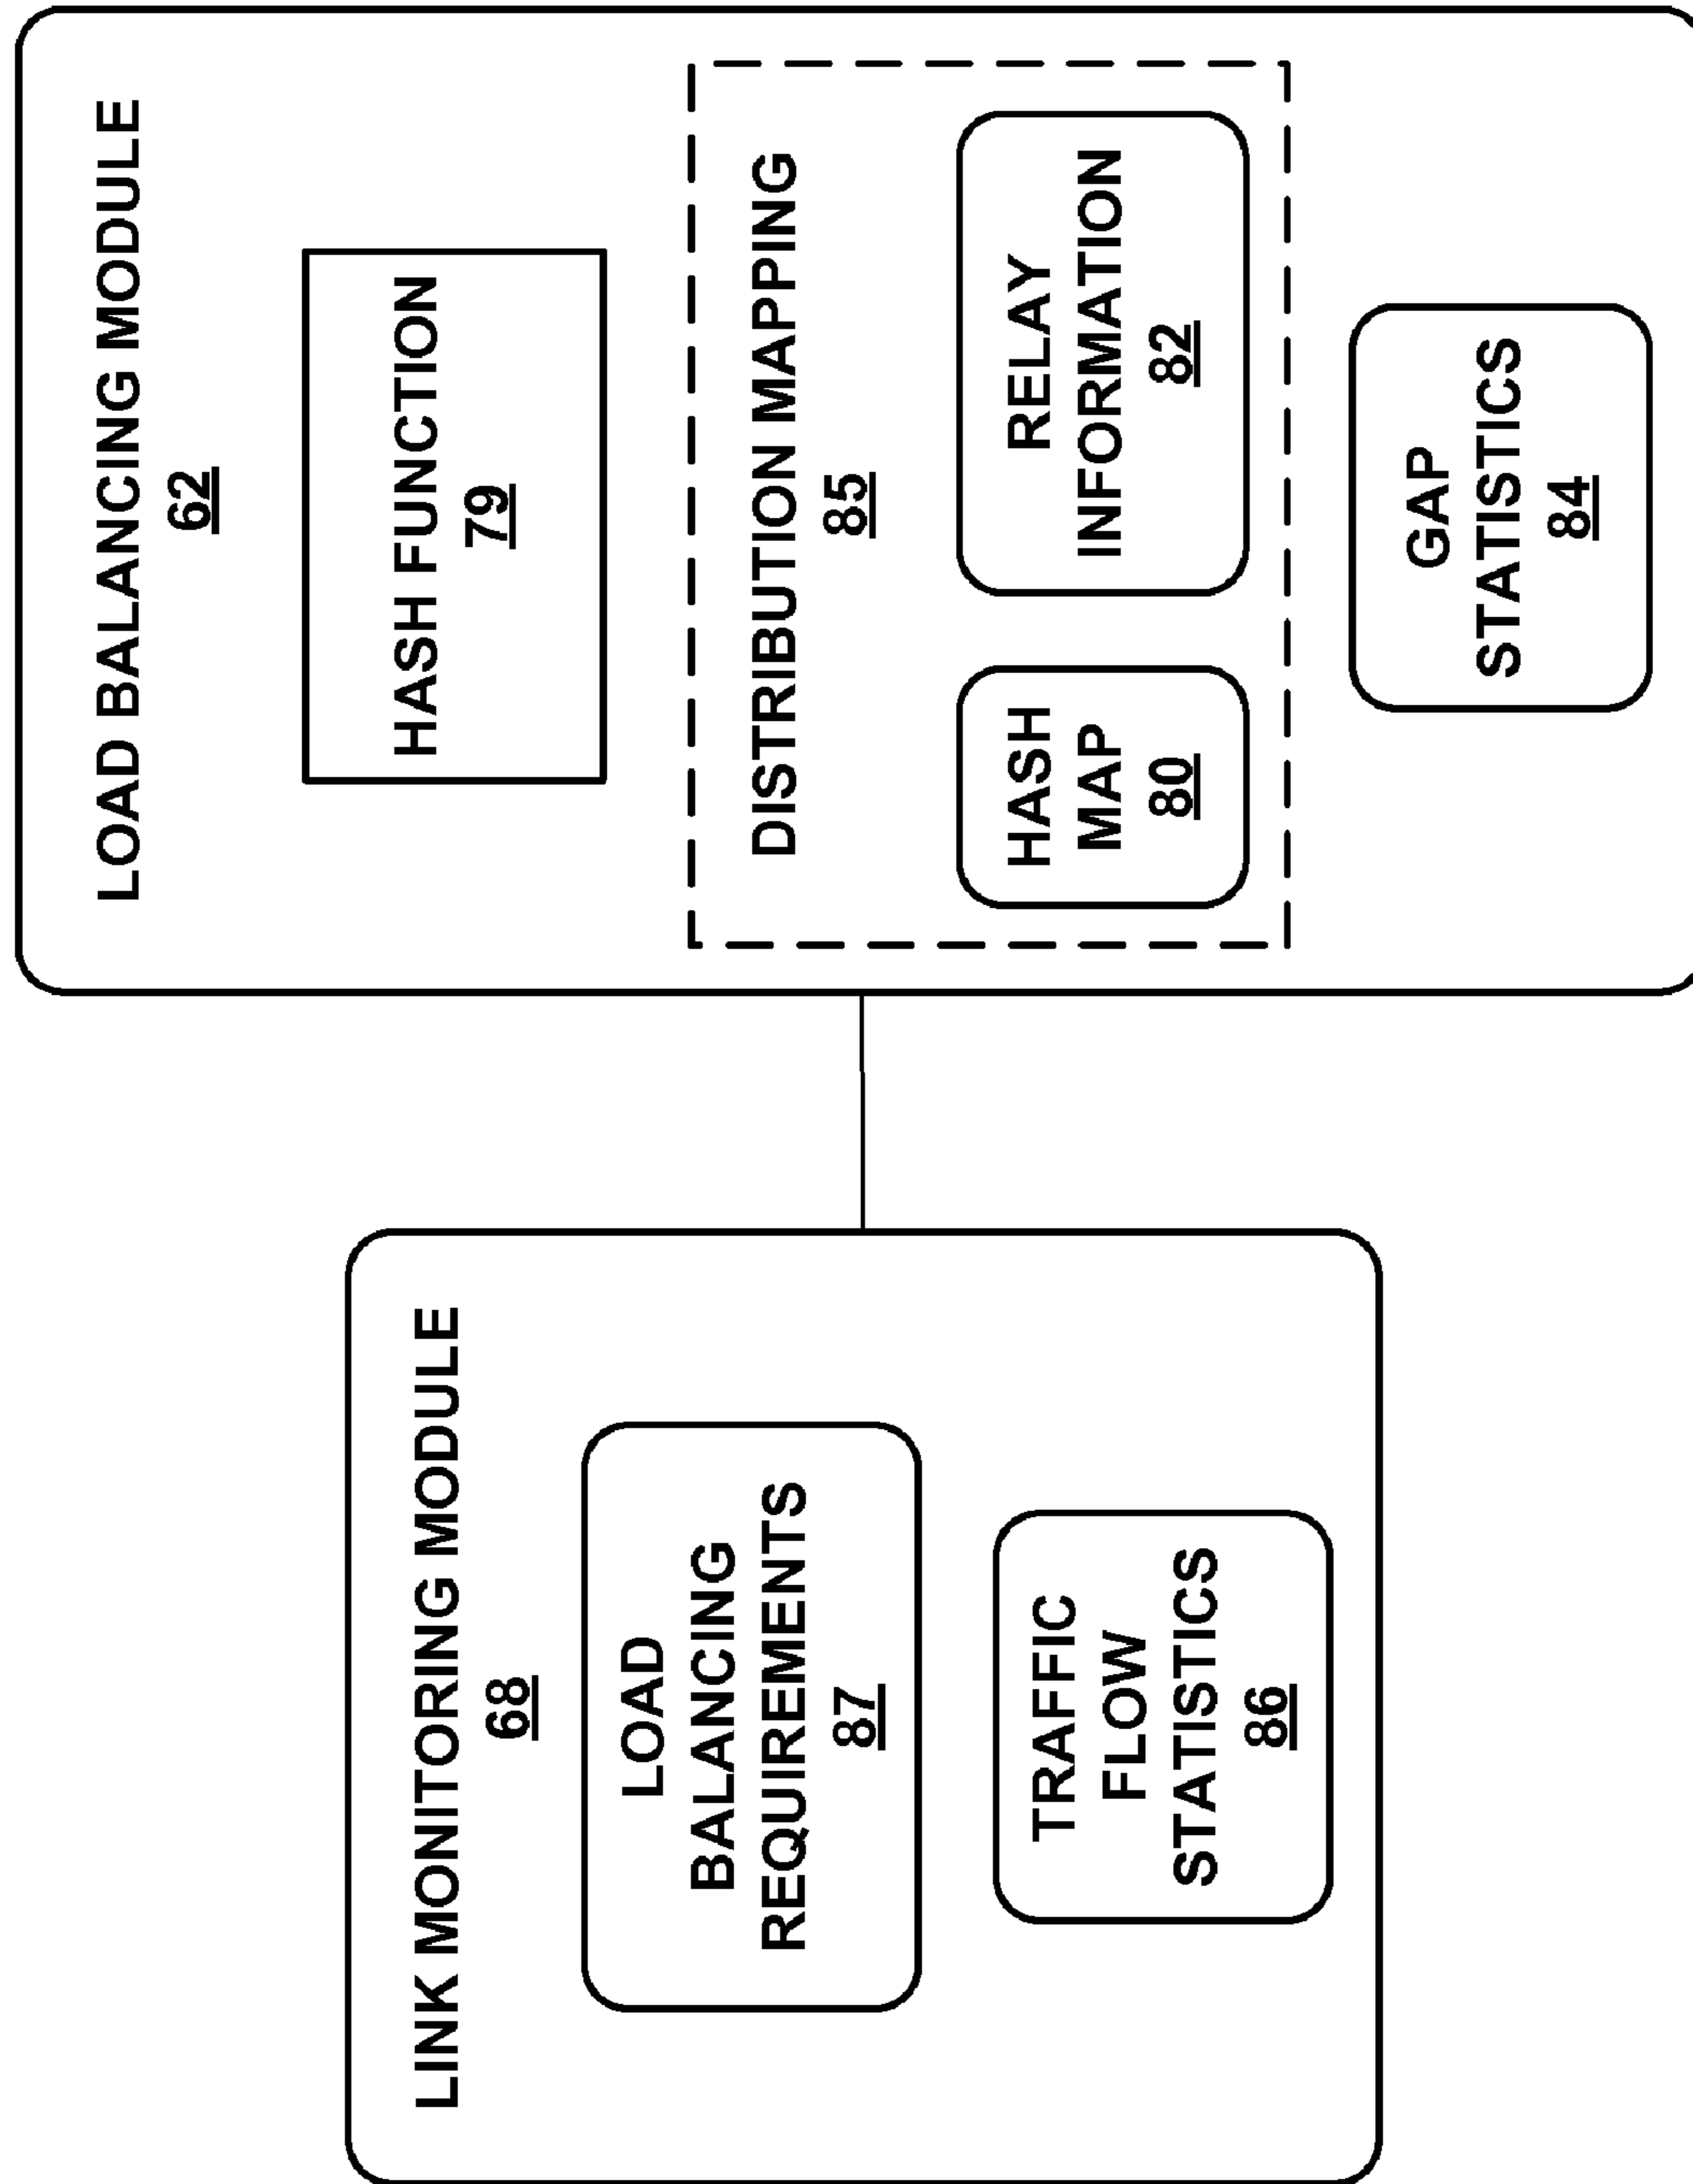 LINK MONITORING MODULE
68
LOAD
BALANCING
REQUIREMENTS
87
TRAFFIC
FLOW
STATISTICS
86
LOAD BALANCING MODULE
62
HASH FUNCTION
79
DISTRIBUTION MAPPING
85
HASH
MAP
80
RELAY
INFORMATION
82
GAP
STATISTICS
84